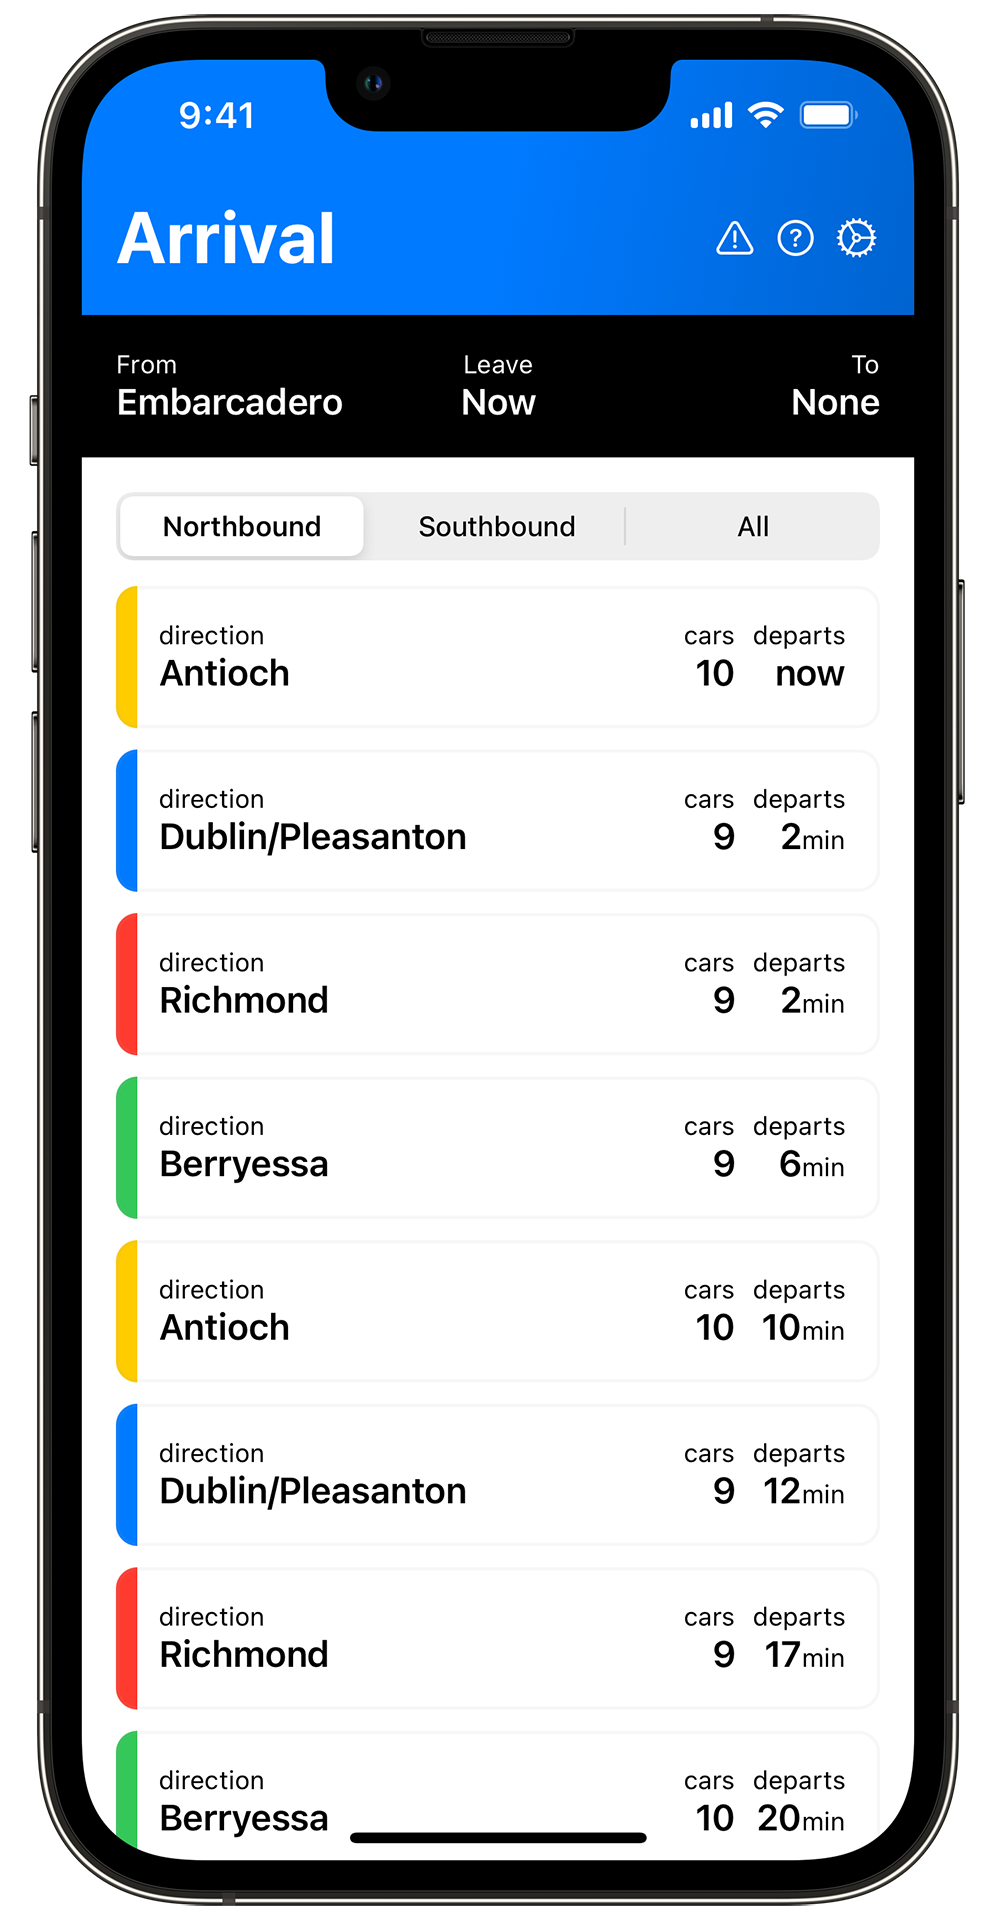 9:41
Arrival
From Leave To
Embarcadero Now None
Northbound Southbound All
direction cars departs
Antioch 10 now
direction cars departs
Dublin/Pleasanton 9 2min
direction cars departs
Richmond 9 2min
direction cars departs
Berryessa 9 6min
direction cars departs
Antioch 10 10min
direction cars departs
Dublin/Pleasanton 9 12min
direction cars departs
Richmond 9 17min
direction cars departs
Berryessa 10 20min